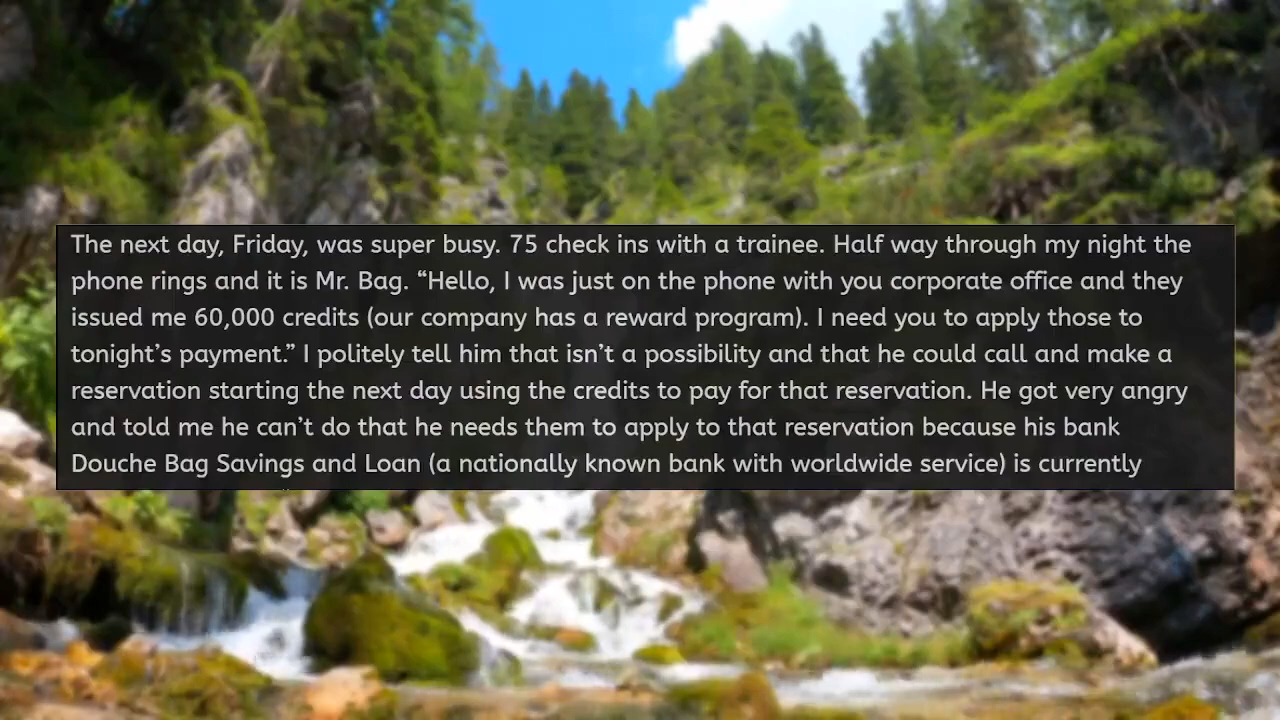 The next day, Friday, was super busy. 75 check ins with a trainee. Half way through my night the
phone rings and it is Mr. Bag. “Hello, I was just on the phone with you corporate office and they
issued me 60,000 credits (our company has a reward program). I need you to apply those to
tonight’s payment.” I politely tell him that isn’t a possibility and that he could call and make a
reservation starting the next day using the credits to pay for that reservation. He got very angry
and told me he can’t do that he needs them to apply to that reservation because his bank
Douche Bag Savings and Loan (a nationally known bank with worldwide service) is currently